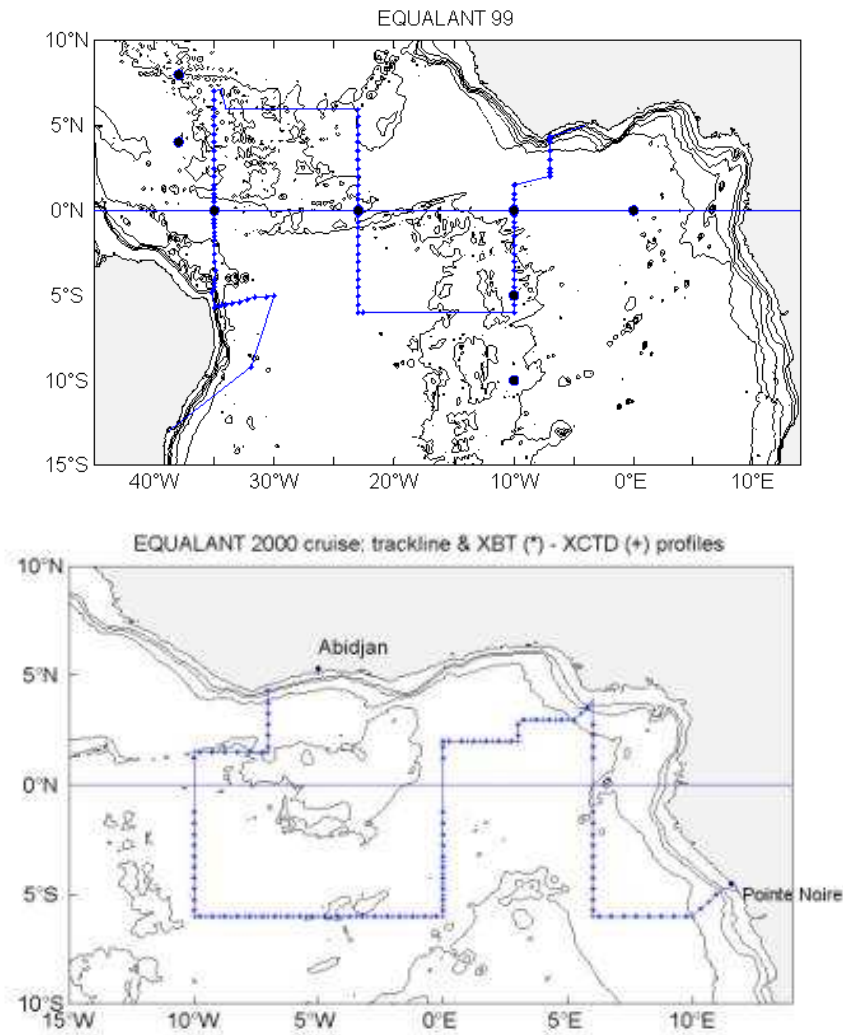 EQUALANT 99
10°N
5°N
0°N
5°S
10°S
15°S
40°W 30°W 20°W 10°W 0°E 10°E
EQUALANT 2000 cruise: trackline & XBT (*) - XCTD (+) profiles
10°N
Abidjan
5°N
0°N
5°S
Pointe Noire
10°S
15°W 10°W 5°W 0°E 5°E 10°E